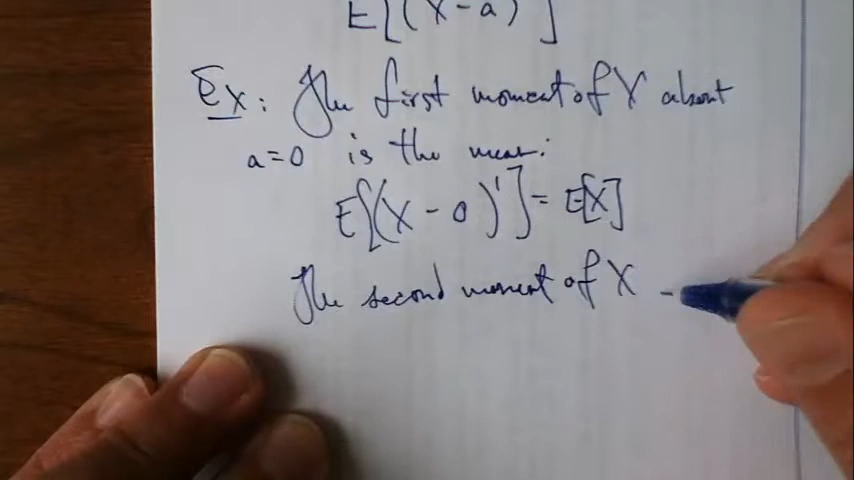 E[(X-a) ]
Ex: The first moment of X about
a=0 is the mean:
E[(X - 0)¹] = E[X]
The second moment of X -